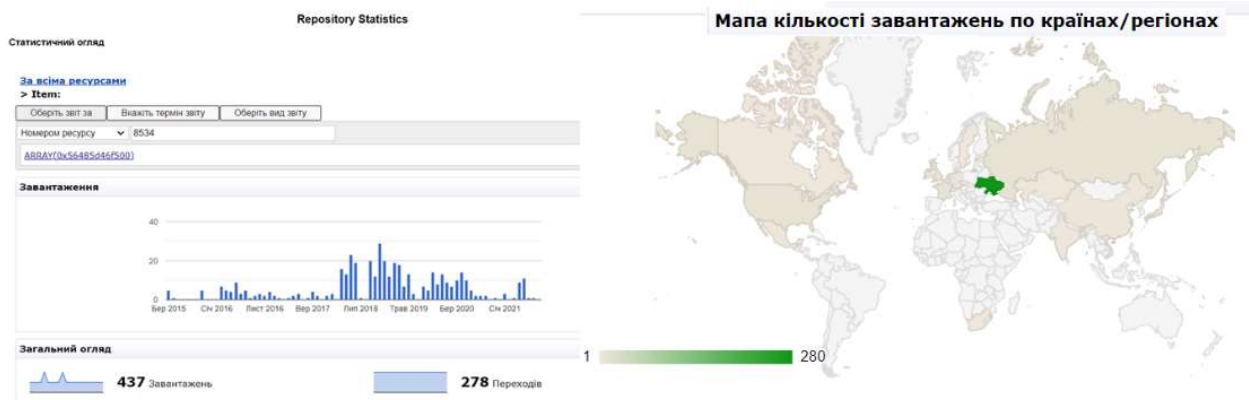 Repository Statistics
Статистичний огляд
За всіма ресурсами
> Item:
Оберіть звіт за
Вкажіть термін звіту
Оберіть вид звіту
Номером ресурсу
8534
ARRAY(0x56485d46f500)
Завантаження
40
20
0
Бер 2015
Січ 2016
Лист 2016
Вер 2017
Лип 2018
Трав 2019
Бер 2020
Січ 2021
Загальний огляд
437 Завантажень
278 Переходів
Мапа кількості завантажень по країнах/регіонах
1
280